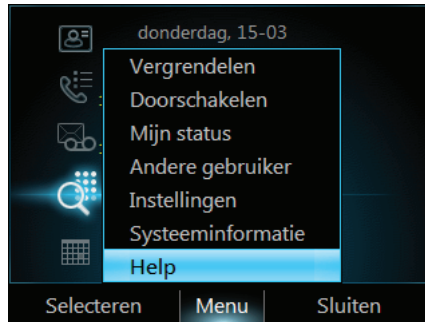 donderdag, 15-03
Vergrendelen
Doorschakelen
Mijn status
Andere gebruiker
Instellingen
Systeeminformatie
Help
Selecteren Menu Sluiten